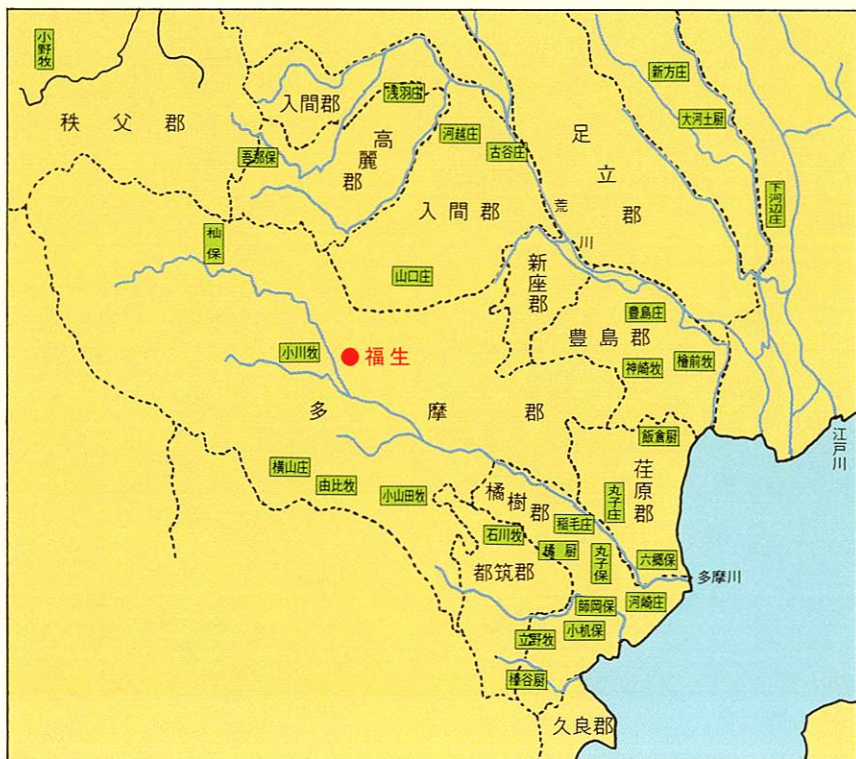 小野牧
秩父郡
入間郡
浅羽庄
高麗郡
吾那保
河越庄
古谷庄
足立郡
新方庄
大河土厨
下河辺庄
入間郡
荒川
杣保
山口庄
新座郡
豊島庄
豊島郡
小川牧
福生
神崎牧
檜前牧
多摩郡
飯倉厨
江戸川
荏原郡
横山庄
由比牧
小山田牧
橘樹郡
丸子庄
稲毛庄
石川牧
橘厨
丸子保
六郷保
都筑郡
多摩川
師岡保
河崎庄
立野牧
小机保
榛谷厨
久良郡